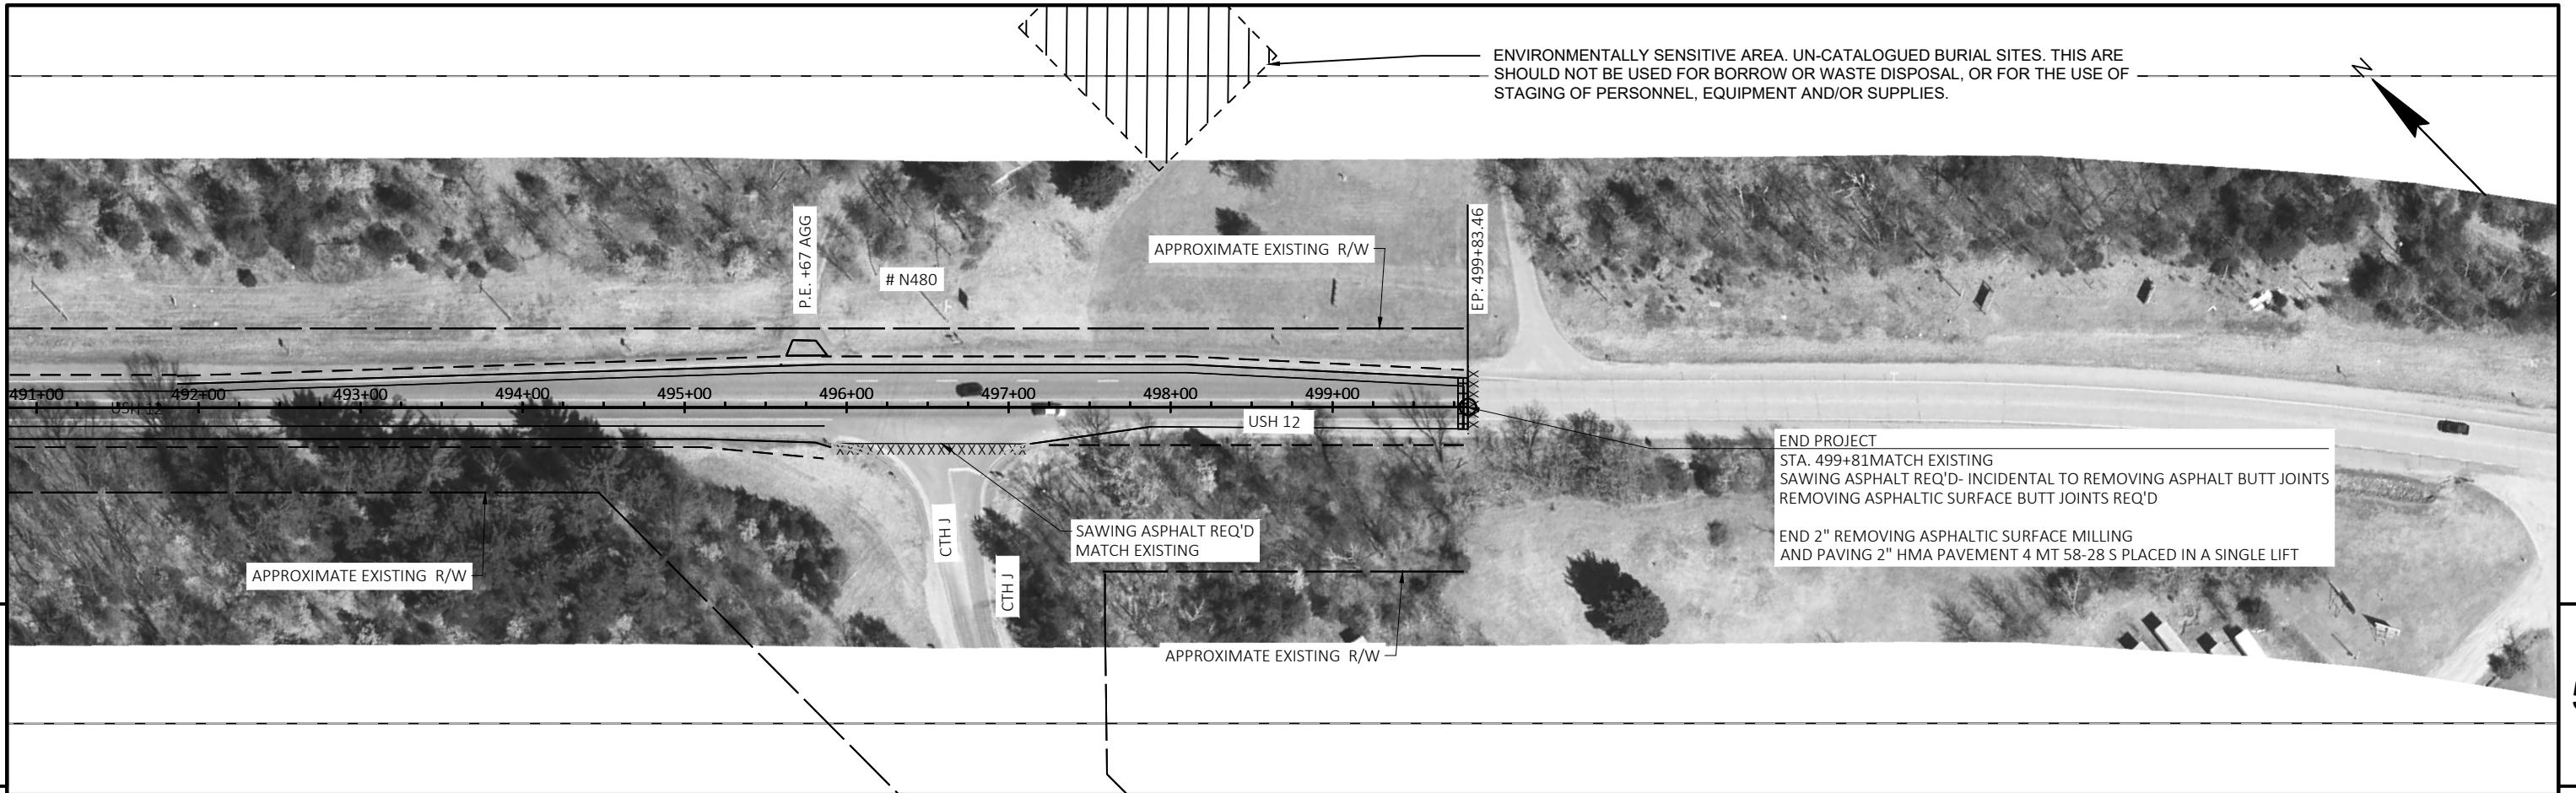 ENVIRONMENTALLY SENSITIVE AREA. UN-CATALOGUED BURIAL SITES. THIS ARE
SHOULD NOT BE USED FOR BORROW OR WASTE DISPOSAL, OR FOR THE USE OF
STAGING OF PERSONNEL, EQUIPMENT AND/OR SUPPLIES.
N
P.E. +67 AGG
# N480
APPROXIMATE EXISTING R/W
EP: 499+83.46
491+00
492+00
493+00
494+00
495+00
496+00
497+00
498+00
499+00
USH 12
USH 12
END PROJECT
STA. 499+81MATCH EXISTING
SAWING ASPHALT REQ'D- INCIDENTAL TO REMOVING ASPHALT BUTT JOINTS
REMOVING ASPHALTIC SURFACE BUTT JOINTS REQ'D
END 2" REMOVING ASPHALTIC SURFACE MILLING
AND PAVING 2" HMA PAVEMENT 4 MT 58-28 S PLACED IN A SINGLE LIFT
SAWING ASPHALT REQ'D
MATCH EXISTING
CTH J
CTH J
APPROXIMATE EXISTING R/W
APPROXIMATE EXISTING R/W